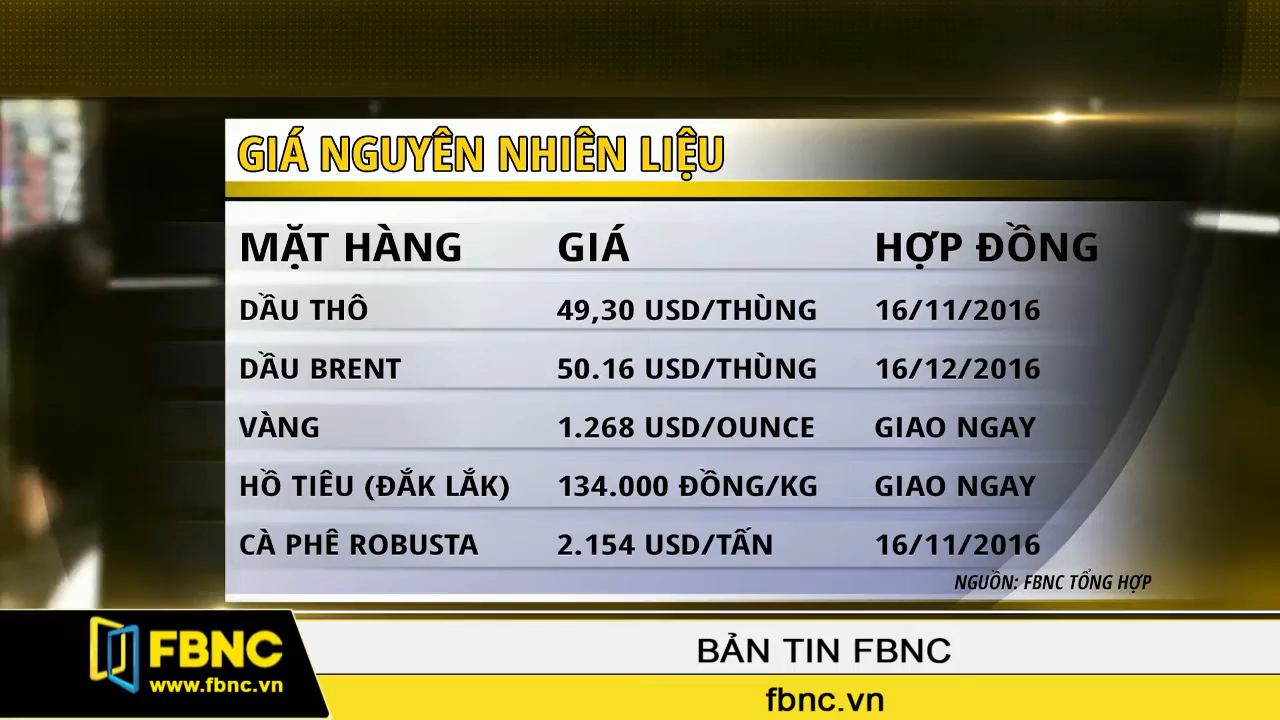 GIÁ NGUYÊN NHIÊN LIỆU
MẶT HÀNG GIÁ HỢP ĐỒNG
DẦU THÔ 49,30 USD/THÙNG 16/11/2016
DẦU BRENT 50.16 USD/THÙNG 16/12/2016
VÀNG 1.268 USD/OUNCE GIAO NGAY
HỒ TIÊU (ĐẮK LẮK) 134.000 ĐỒNG/KG GIAO NGAY
CÀ PHÊ ROBUSTA 2.154 USD/TẤN 16/11/2016
NGUỒN: FBNC TỔNG HỢP
FBNC
www.fbnc.vn
BẢN TIN FBNC
fbnc.vn